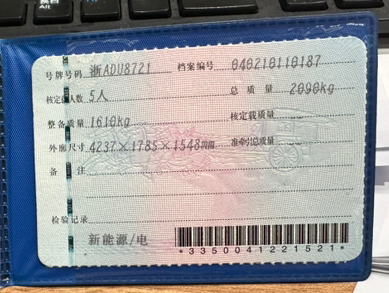 号牌号码 浙ADU8721 档案编号 040210110187
核定载人数 5人 总质量 2090kg
整备质量 1610kg 核定载质量 --
外廓尺寸 4237×1785×1548mm 准牵引总质量 --
备注
检验记录
新能源/电
*3350041221521*